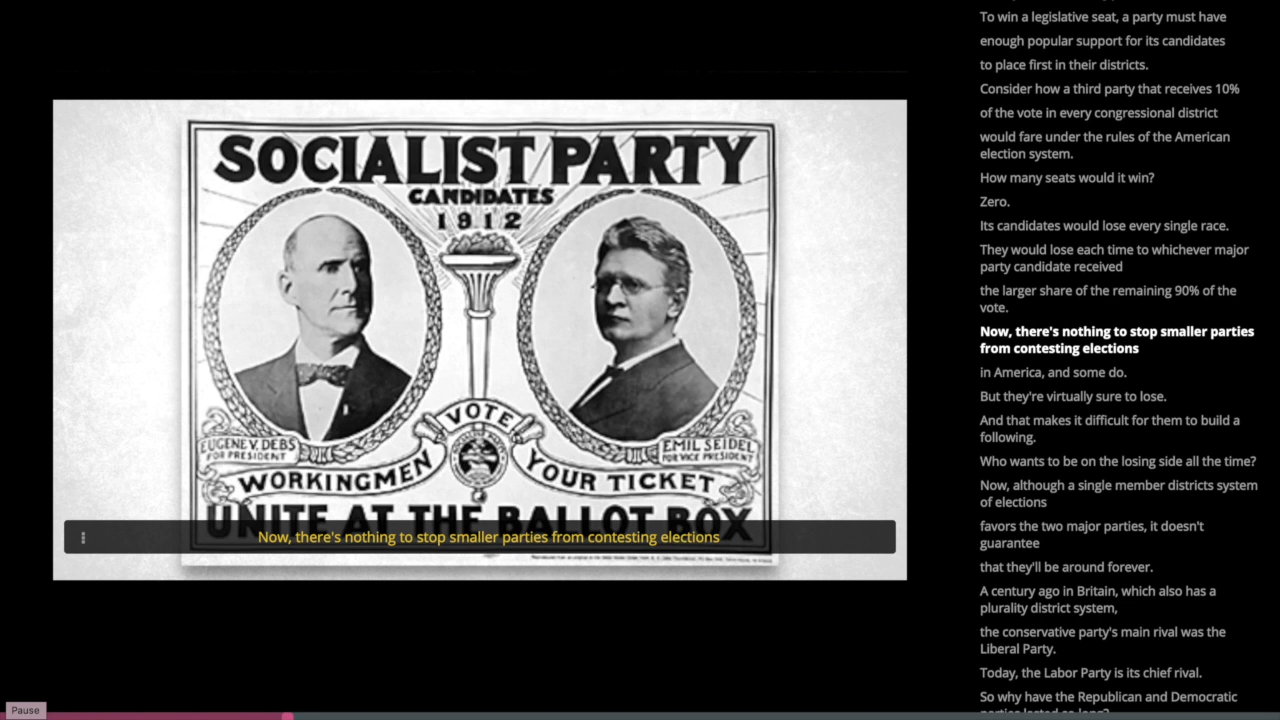 SOCIALIST PARTY
CANDIDATES
1912
EUGENE V. DEBS
FOR PRESIDENT
EMIL SEIDEL
FOR VICE PRESIDENT
VOTE
WORKINGMEN
YOUR TICKET
UNITE AT THE BALLOT BOX
Now, there's nothing to stop smaller parties from contesting elections
Pause
To win a legislative seat, a party must have
enough popular support for its candidates
to place first in their districts.
Consider how a third party that receives 10%
of the vote in every congressional district
would fare under the rules of the American
election system.
How many seats would it win?
Zero.
Its candidates would lose every single race.
They would lose each time to whichever major
party candidate received
the larger share of the remaining 90% of the
vote.
Now, there's nothing to stop smaller parties
from contesting elections
in America, and some do.
But they're virtually sure to lose.
And that makes it difficult for them to build a
following.
Who wants to be on the losing side all the time?
Now, although a single member districts system
of elections
favors the two major parties, it doesn't
guarantee
that they'll be around forever.
A century ago in Britain, which also has a
plurality district system,
the conservative party's main rival was the
Liberal Party.
Today, the Labor Party is its chief rival.
So why have the Republican and Democratic
parties lasted so long?